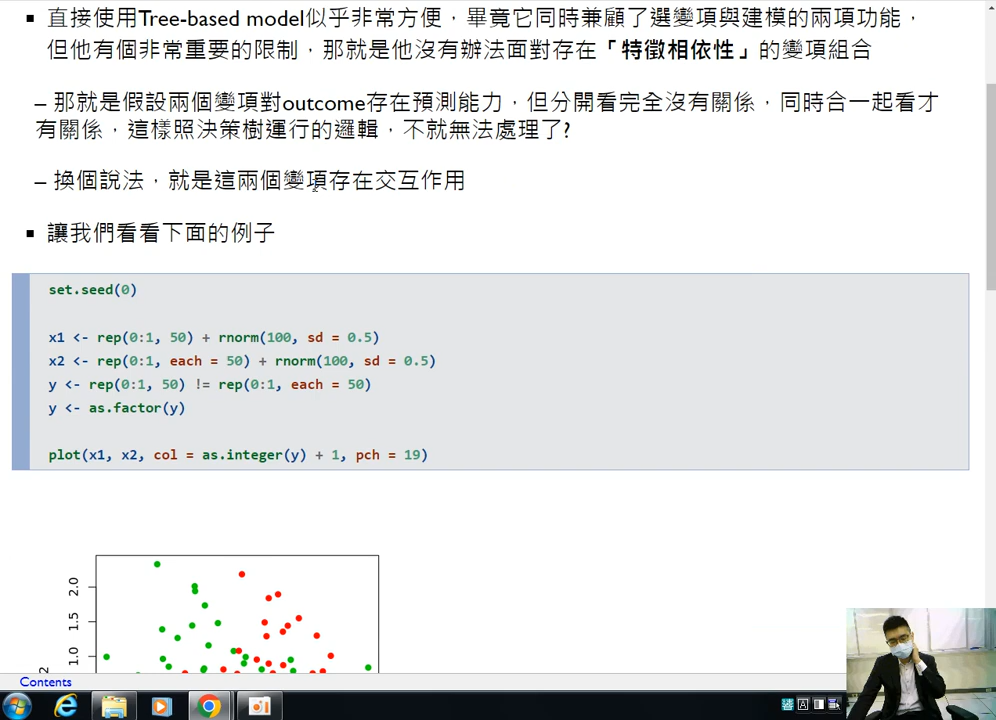 ▪ 直接使用Tree-based model似乎非常方便，畢竟它同時兼顧了選變項與建模的兩項功能，
但他有個非常重要的限制，那就是他沒有辦法面對存在「特徵相依性」的變項組合
– 那就是假設兩個變項對outcome存在預測能力，但分開看完全沒有關係，同時合一起看才
有關係，這樣照決策樹運行的邏輯，不就無法處理了?
– 換個說法，就是這兩個變項存在交互作用
▪ 讓我們看看下面的例子
set.seed(0)
x1 <- rep(0:1, 50) + rnorm(100, sd = 0.5)
x2 <- rep(0:1, each = 50) + rnorm(100, sd = 0.5)
y <- rep(0:1, 50) != rep(0:1, each = 50)
y <- as.factor(y)
plot(x1, x2, col = as.integer(y) + 1, pch = 19)
2.0
1.5
1.0
2
Contents